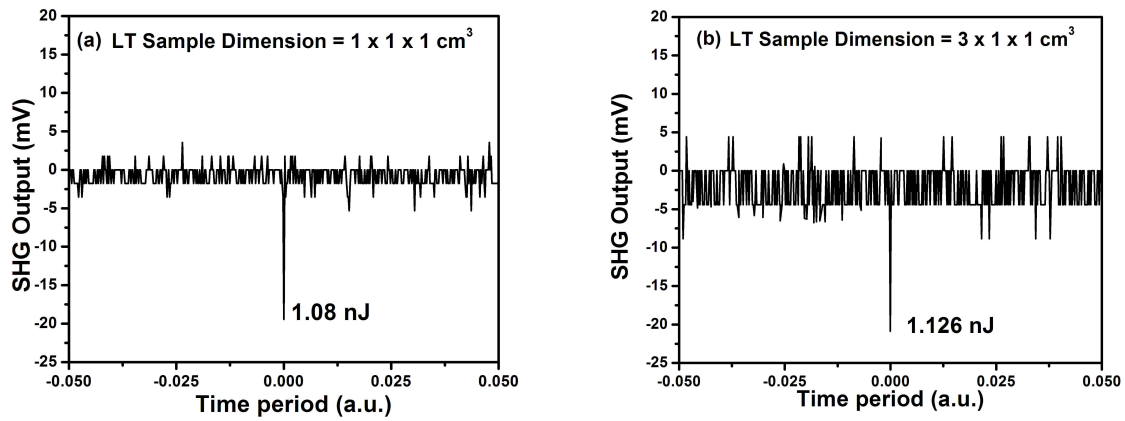 (a) LT Sample Dimension = 1 x 1 x 1 cm³
20
15
10
5
0
-5
-10
-15
-20
-25
SHG Output (mV)
1.08 nJ
-0.050 -0.025 0.000 0.025 0.050
Time period (a.u.)
(b) LT Sample Dimension = 3 x 1 x 1 cm³
20
15
10
5
0
-5
-10
-15
-20
-25
SHG Output (mV)
1.126 nJ
-0.050 -0.025 0.000 0.025 0.050
Time period (a.u.)